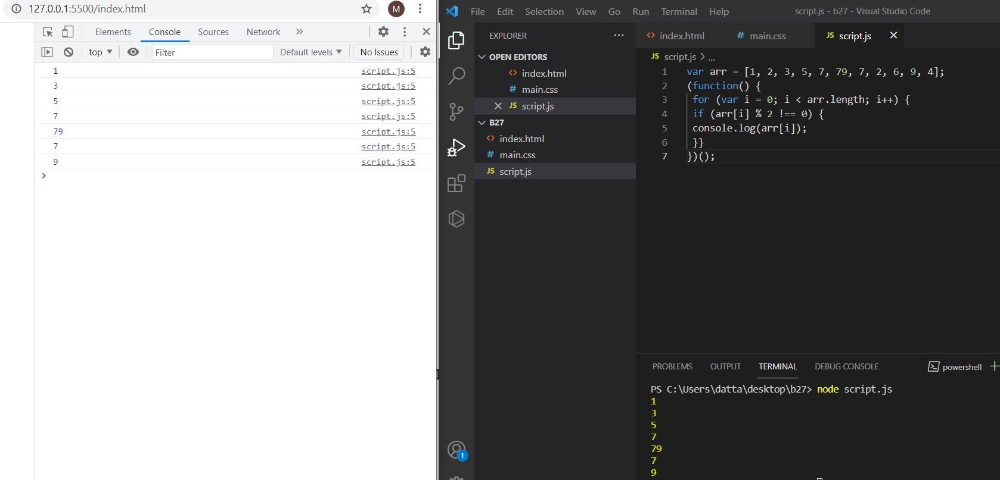 127.0.0.1:5500/index.html
M
Elements Console Sources Network
top Filter Default levels No Issues
1 script.js:5
3 script.js:5
5 script.js:5
7 script.js:5
79 script.js:5
7 script.js:5
9 script.js:5
File Edit Selection View Go Run Terminal Help script.js - b27 - Visual Studio Code
EXPLORER
OPEN EDITORS
index.html
# main.css
JS script.js
B27
index.html
# main.css
JS script.js
1
index.html # main.css JS script.js
JS script.js > ...
1 var arr = [1, 2, 3, 5, 7, 79, 7, 2, 6, 9, 4];
2 (function() {
3 for (var i = 0; i < arr.length; i++) {
4 if (arr[i] % 2 !== 0) {
5 console.log(arr[i]);
6 }}
7 })();
PROBLEMS OUTPUT TERMINAL DEBUG CONSOLE powershell
PS C:\Users\datta\desktop\b27> node script.js
1
3
5
7
79
7
9